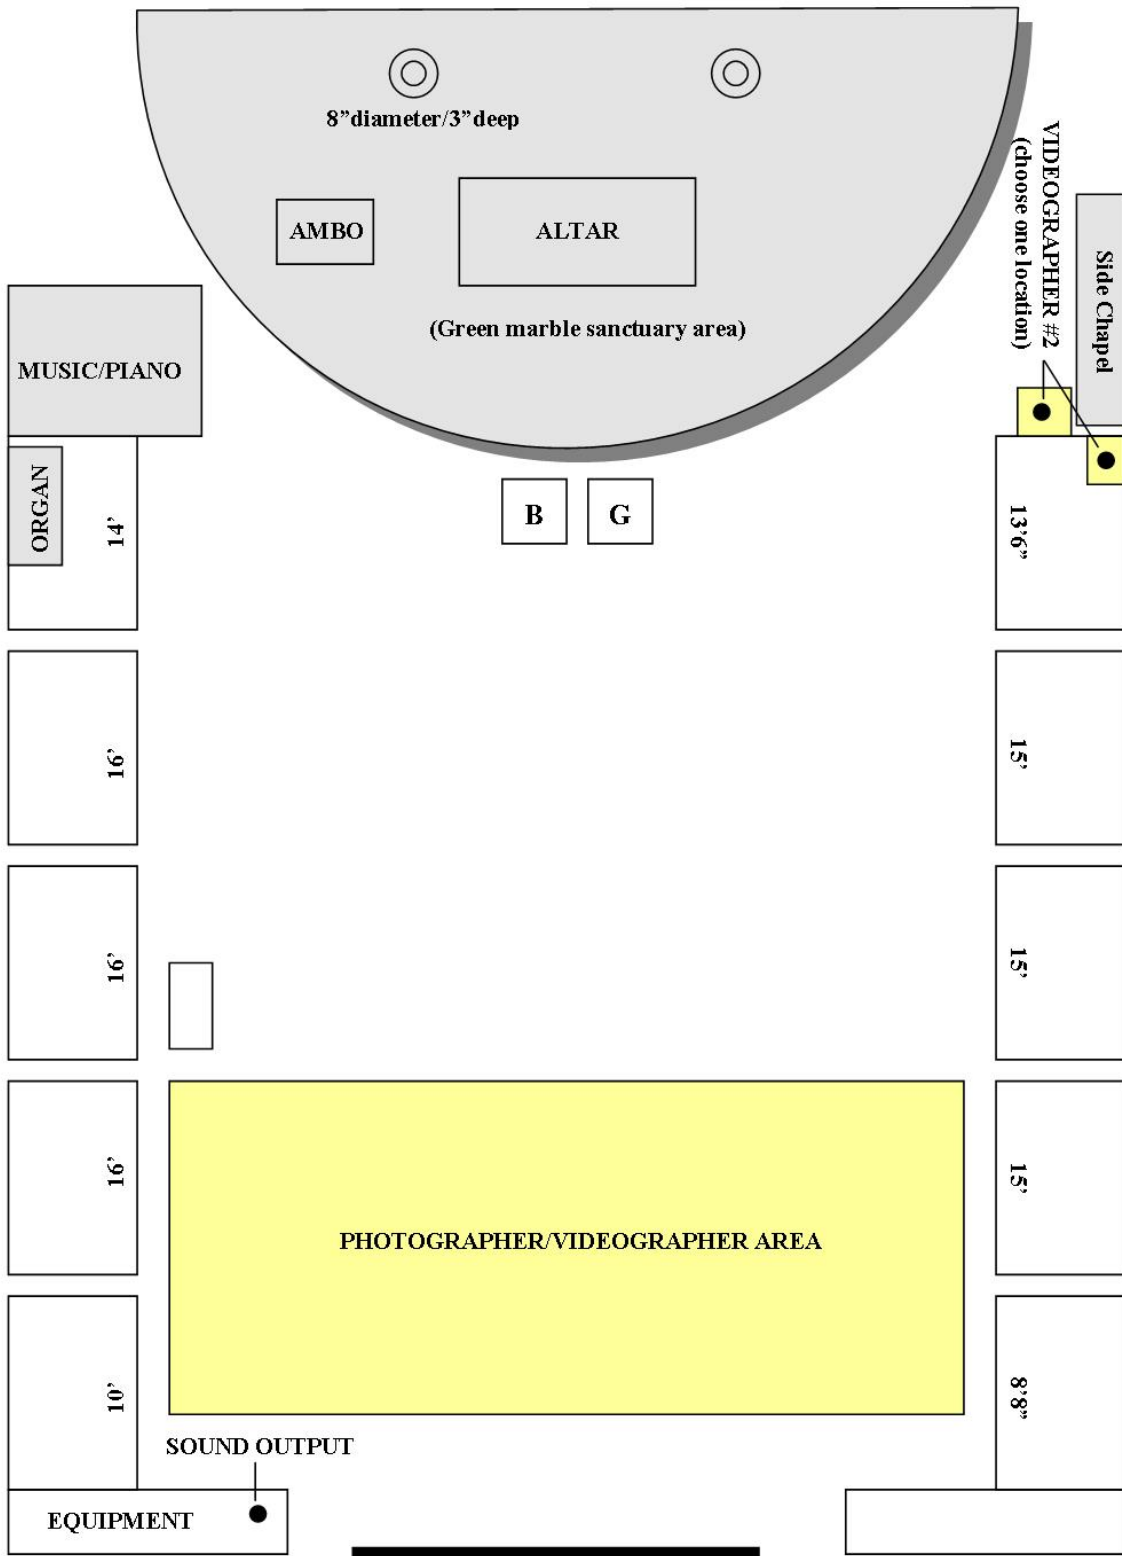 8”diameter/3”deep
VIDEOGRAPHER #2
(choose one location)
AMBO
ALTAR
Side Chapel
(Green marble sanctuary area)
MUSIC/PIANO
ORGAN
14’
B
G
13’6”
16’
15’
16’
15’
16’
15’
PHOTOGRAPHER/VIDEOGRAPHER AREA
10’
8’8”
SOUND OUTPUT
EQUIPMENT